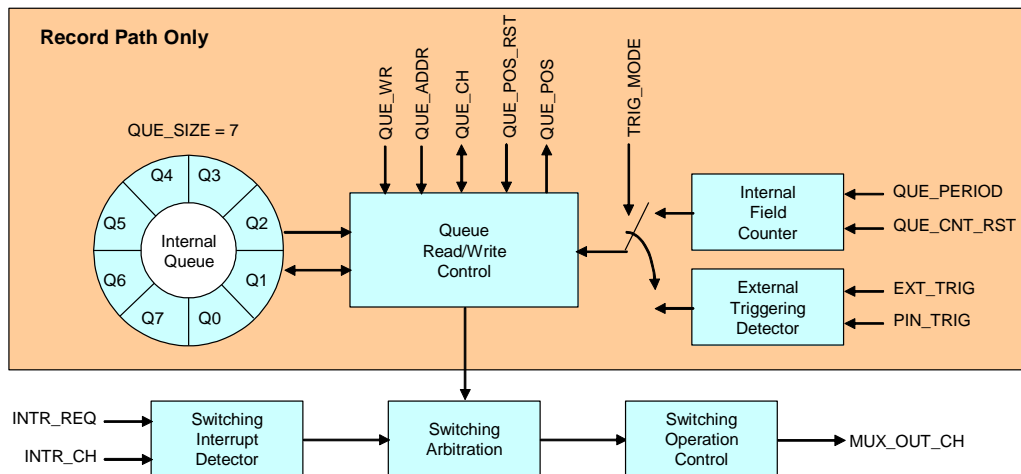 Record Path Only
QUE_WR
QUE_ADDR
QUE_CH
QUE_POS_RST
QUE_POS
TRIG_MODE
QUE_SIZE = 7
Q4
Q3
Q5
Q2
Q6
Q1
Q7
Q0
Internal
Queue
Queue
Read/Write
Control
Internal
Field
Counter
QUE_PERIOD
QUE_CNT_RST
External
Triggering
Detector
EXT_TRIG
PIN_TRIG
INTR_REQ
INTR_CH
Switching
Interrupt
Detector
Switching
Arbitration
Switching
Operation
Control
MUX_OUT_CH